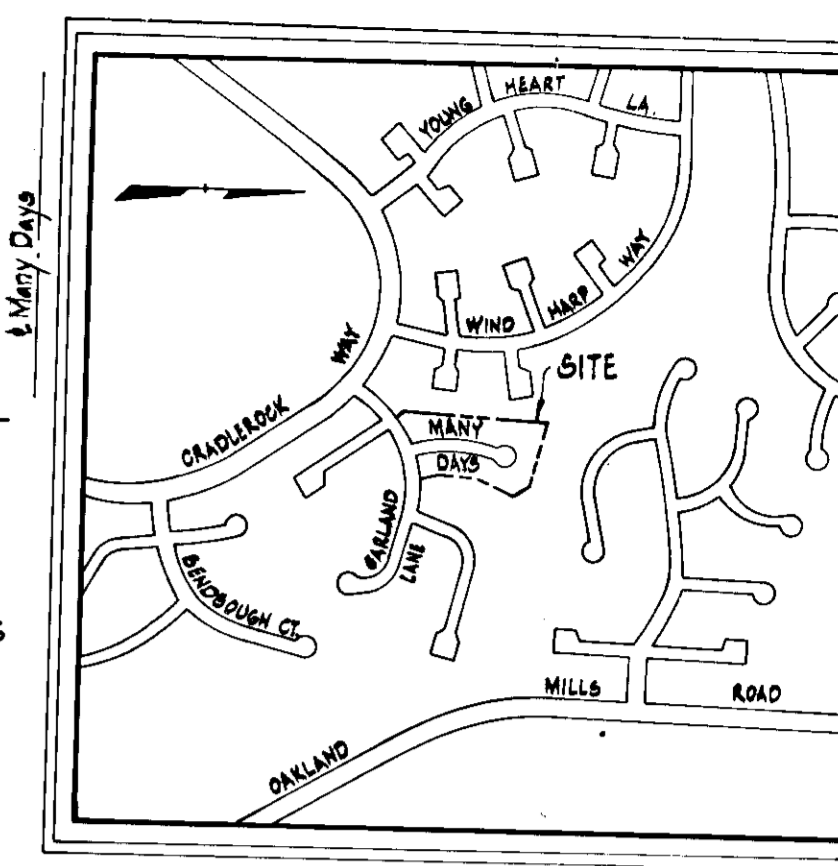 YOUNG HEART LA.
℄ Many Days
WIND HARP WAY
CRADLEROCK WAY
SITE
MANY
DAYS
GARLAND
LANE
BENDBOUGH CT.
OAKLAND MILLS ROAD